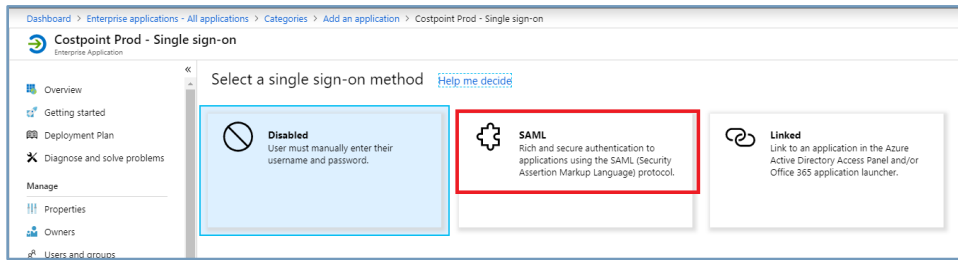 Dashboard > Enterprise applications - All applications > Categories > Add an application > Costpoint Prod - Single sign-on
Costpoint Prod - Single sign-on
Enterprise Application
«
Overview
Getting started
Deployment Plan
Diagnose and solve problems
Manage
Properties
Owners
Users and groups
Select a single sign-on method Help me decide
Disabled
User must manually enter their
username and password.
SAML
Rich and secure authentication to
applications using the SAML (Security
Assertion Markup Language) protocol.
Linked
Link to an application in the Azure
Active Directory Access Panel and/or
Office 365 application launcher.